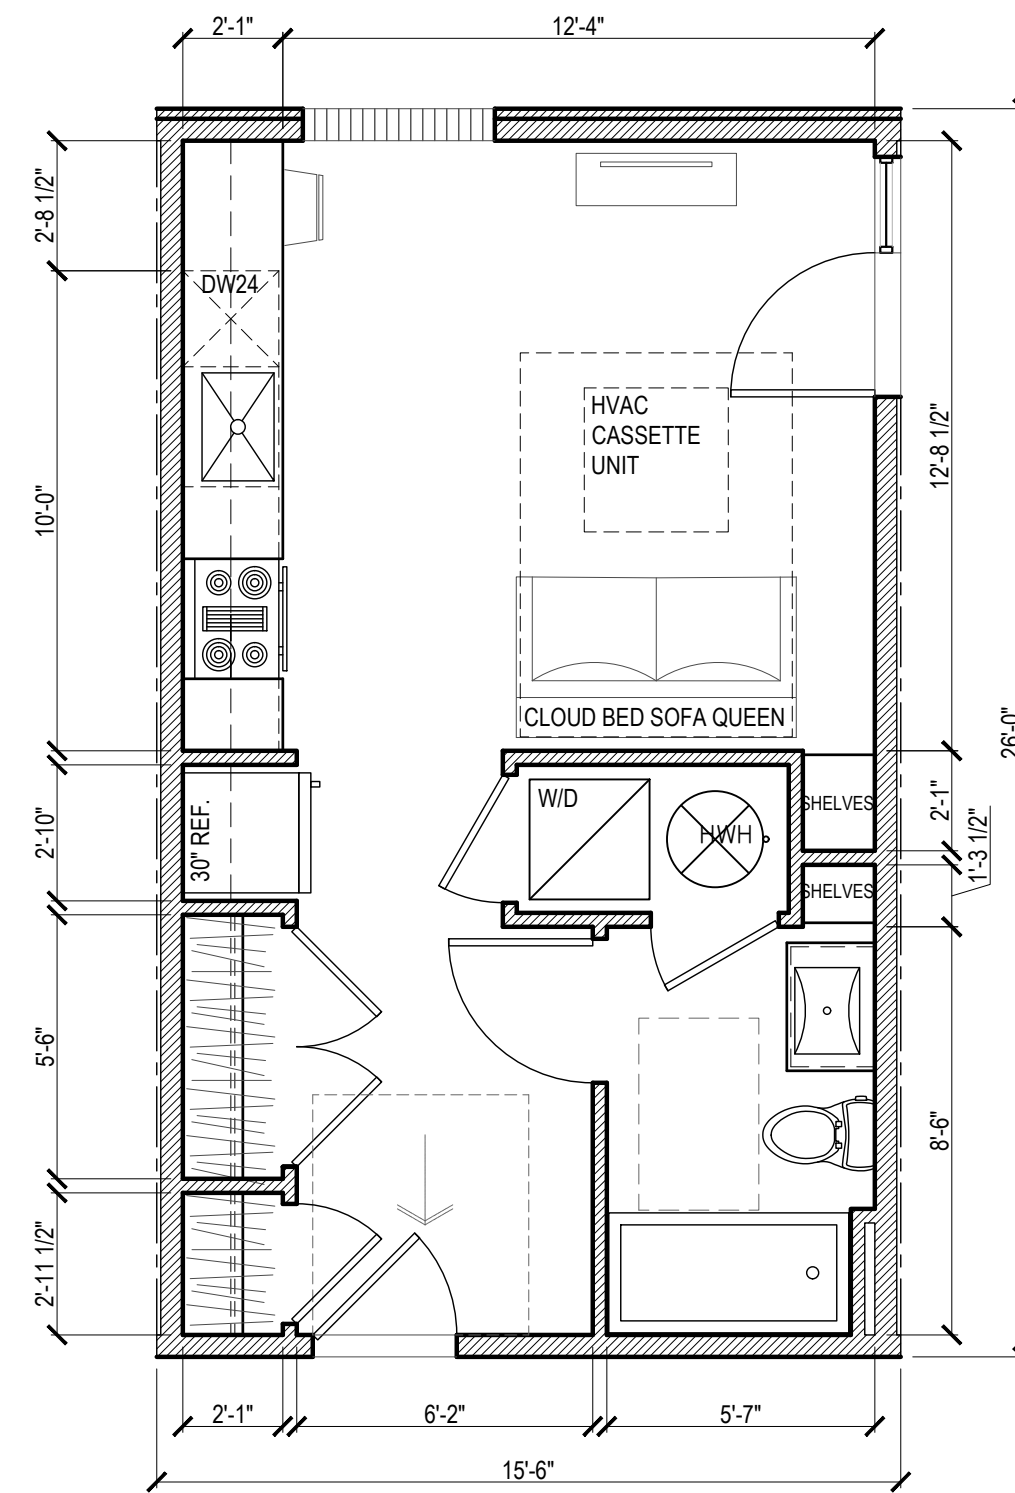 2'-1" 12'-4"
2'-8 1/2"
DW24
HVAC
CASSETTE
UNIT
12'-8 1/2"
10'-0"
CLOUD BED SOFA QUEEN
26'-0"
W/D
HWH
SHELVES
2'-1"
30" REF.
2'-10"
1'-3 1/2"
SHELVES
5'-6"
8'-6"
2'-11 1/2"
2'-1" 6'-2" 5'-7"
15'-6"